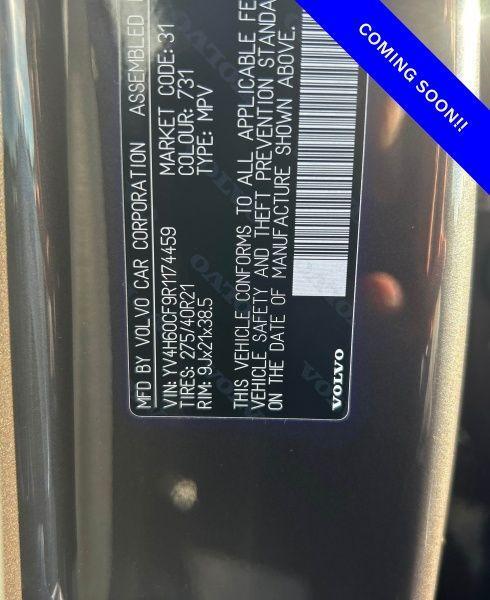 COMING SOON!!
MFD BY VOLVO CAR CORPORATION ASSEMBLED
VIN: YV4H60CF9R1174459 MARKET CODE: 31
TIRES: 275/40R21 COLOUR: 731
RIM: 9Jx21x38.5 TYPE: MPV
THIS VEHICLE CONFORMS TO ALL APPLICABLE FE
VEHICLE SAFETY AND THEFT PREVENTION STANDA
ON THE DATE OF MANUFACTURE SHOWN ABOVE.
VOLVO